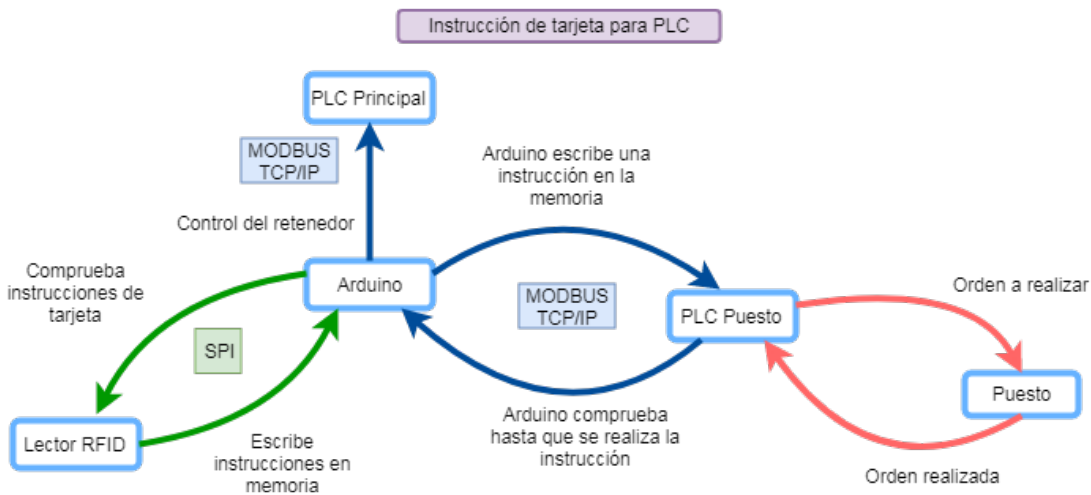 Instrucción de tarjeta para PLC
PLC Principal
MODBUS
TCP/IP
Arduino escribe una
instrucción en la
memoria
Control del retenedor
Comprueba
instrucciones de
tarjeta
Arduino
MODBUS
TCP/IP
PLC Puesto
Orden a realizar
SPI
Puesto
Lector RFID
Arduino comprueba
hasta que se realiza la
instrucción
Escribe
instrucciones en
memoria
Orden realizada